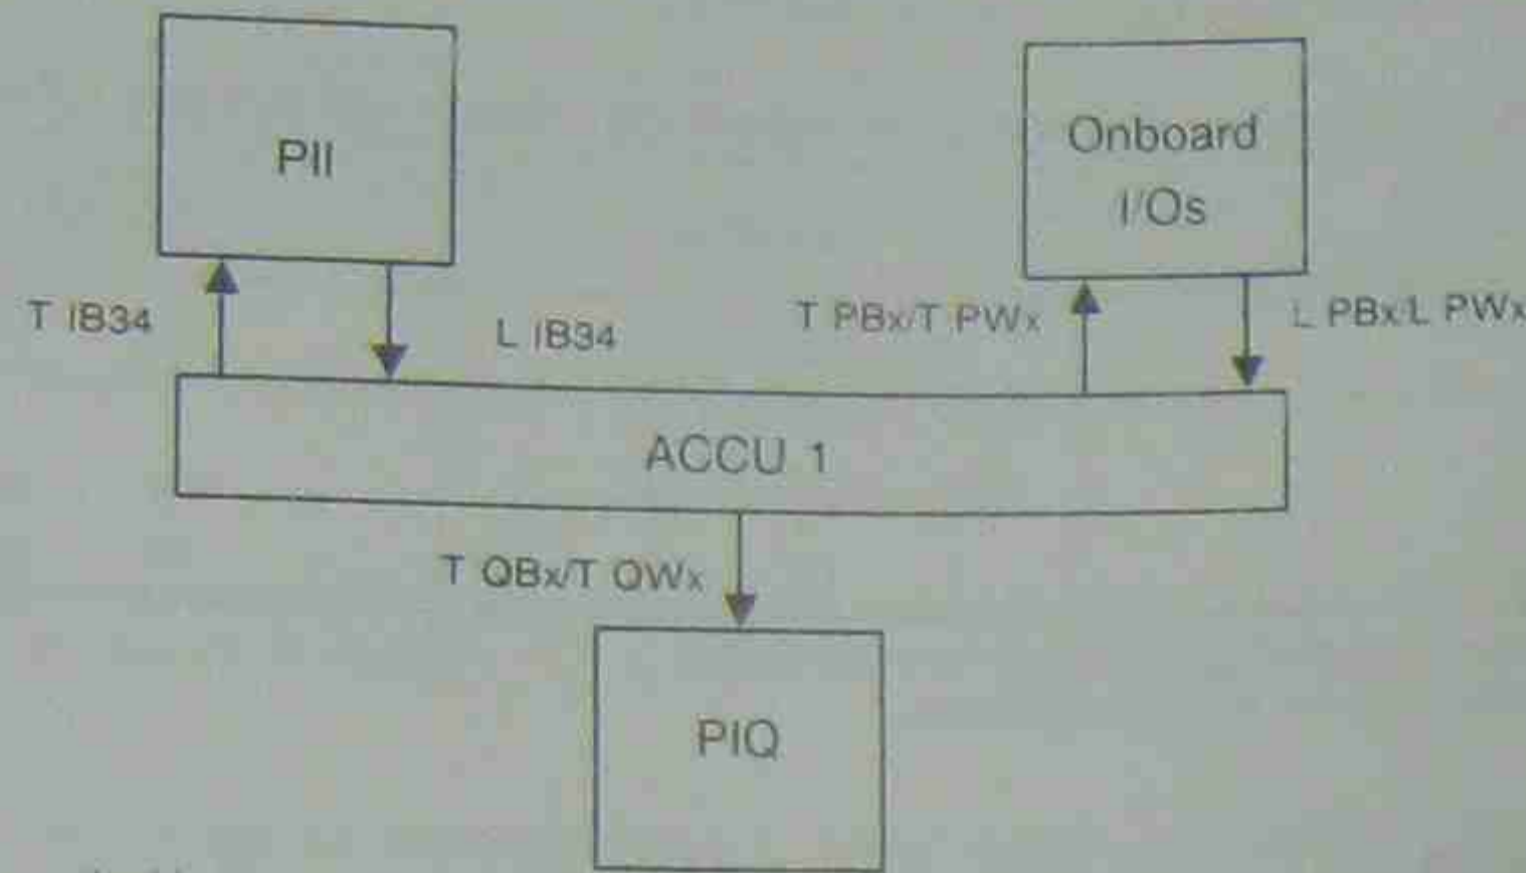 PII
Onboard
I/Os
T IB34
L IB34
T PBx/T PWx
L PBx/L PWx
ACCU 1
T QBx/T QWx
PIQ